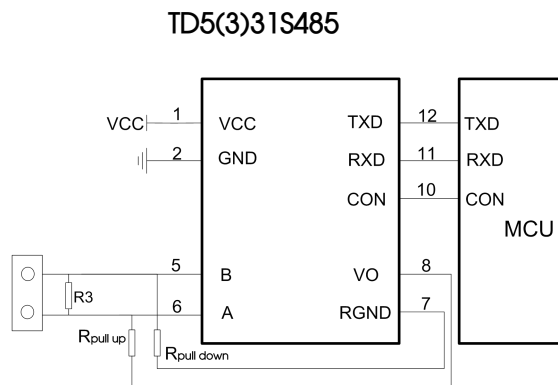 TD5(3)31S485
VCC 1 VCC TXD 12 TXD
2 GND RXD 11 RXD
CON 10 CON
MCU
5 B VO 8
R3 6 A RGND 7
Rpull up
Rpull down